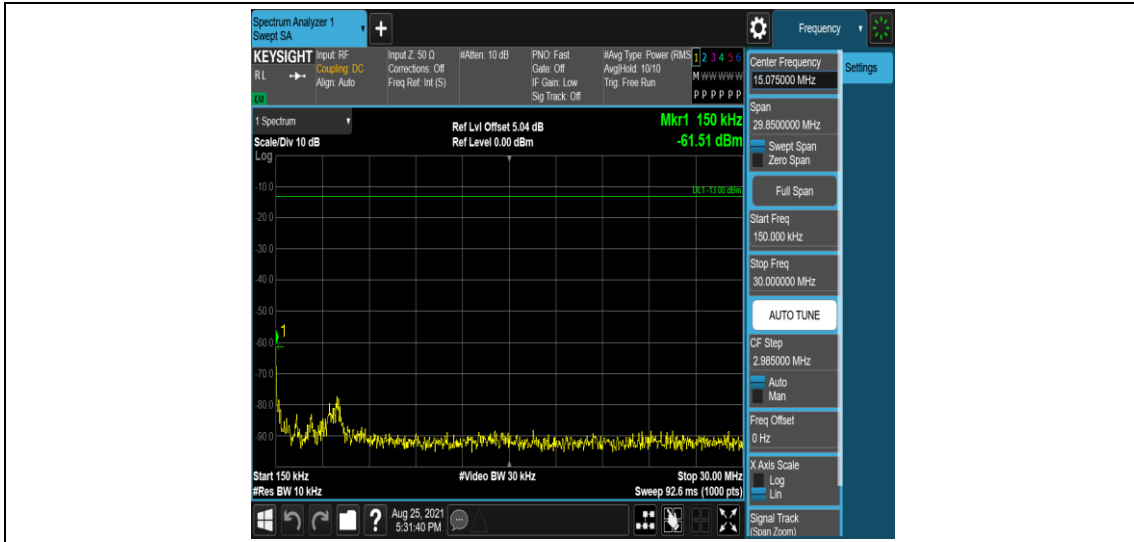 Spectrum Analyzer 1
Swept SA
+
Frequency
KEYSIGHT
RL
Input: RF
Coupling: DC
Align: Auto
Input Z: 50 Ω
Corrections: Off
Freq Ref: Int (S)
#Atten: 10 dB
PNO: Fast
Gate: Off
IF Gain: Low
Sig Track: Off
#Avg Type: Power (RMS
Avg|Hold: 10/10
Trig: Free Run
1 2 3 4 5 6
M W W W W W
P P P P P P
1 Spectrum
Scale/Div 10 dB
Log
Ref Lvl Offset 5.04 dB
Ref Level 0.00 dBm
Mkr1 150 kHz
-61.51 dBm
DL1 -13.00 dBm
-10.0
-20.0
-30.0
-40.0
-50.0
-60.0
-70.0
-80.0
-90.0
1
Start 150 kHz
#Res BW 10 kHz
#Video BW 30 kHz
Stop 30.00 MHz
Sweep 92.6 ms (1000 pts)
Aug 25, 2021
5:31:40 PM
?
Center Frequency
15.075000 MHz
Settings
Span
29.8500000 MHz
Swept Span
Zero Span
Full Span
Start Freq
150.000 kHz
Stop Freq
30.000000 MHz
AUTO TUNE
CF Step
2.985000 MHz
Auto
Man
Freq Offset
0 Hz
X Axis Scale
Log
Lin
Signal Track
(Span Zoom)